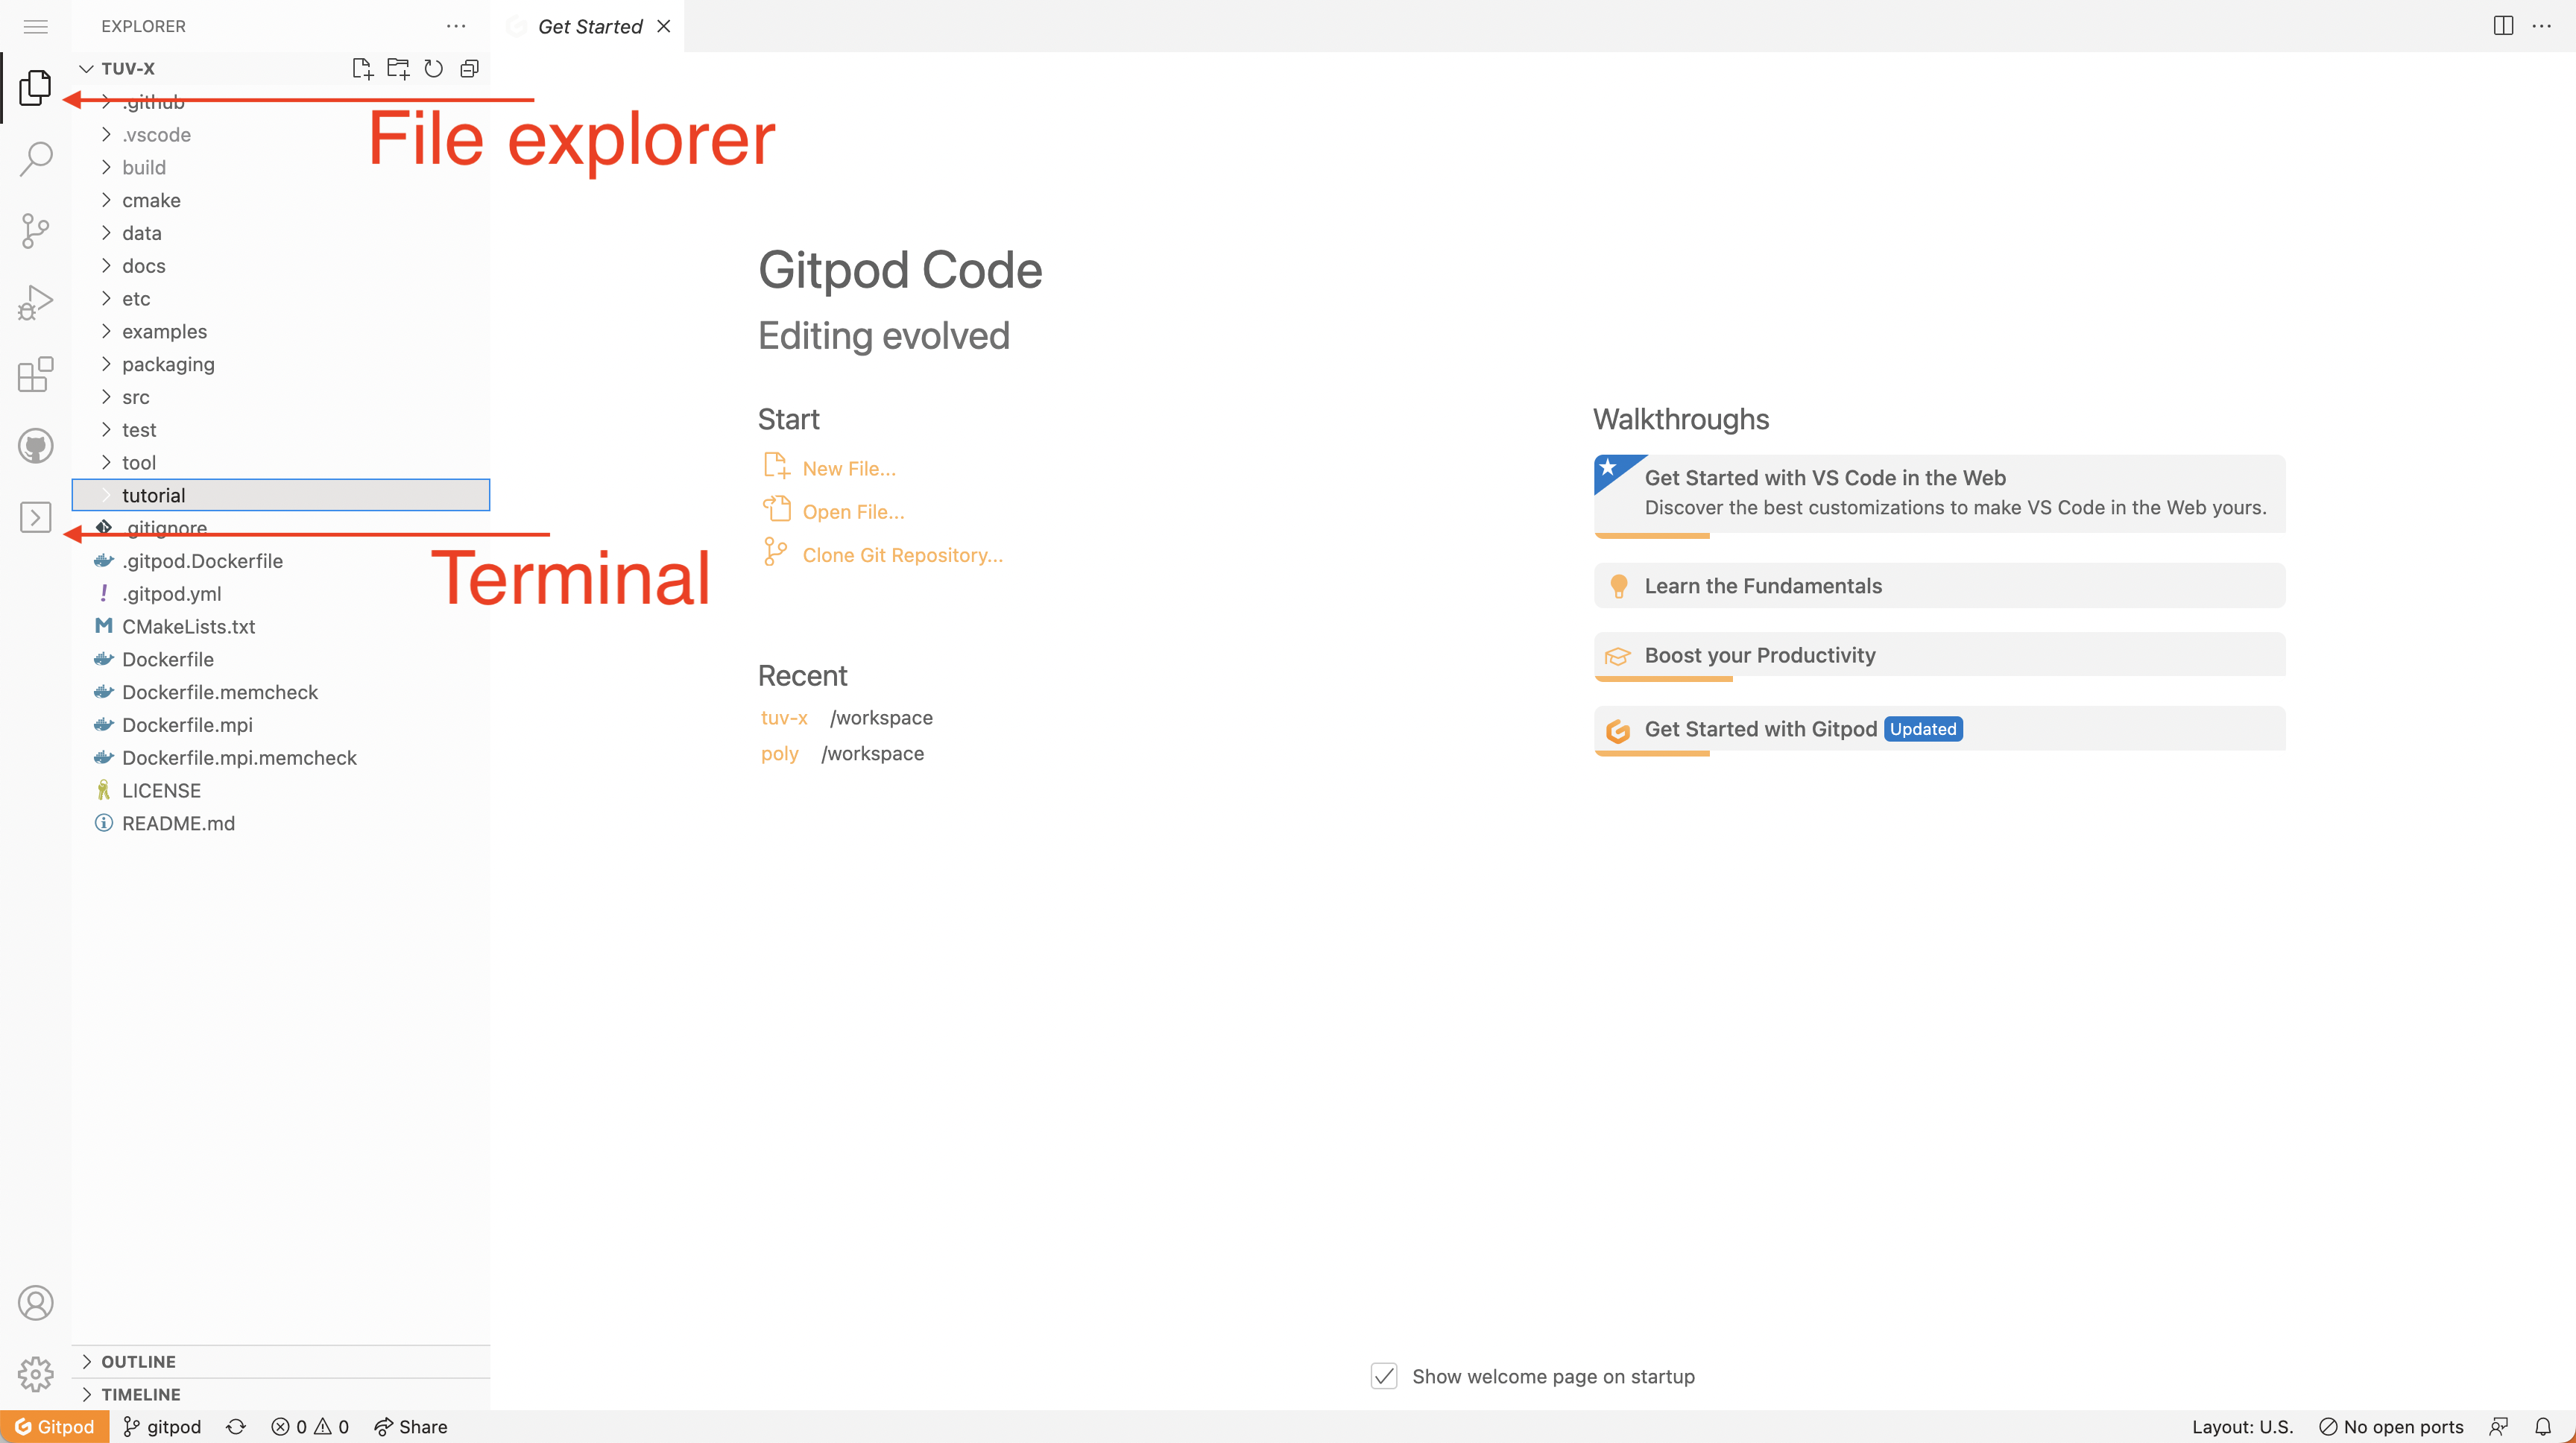 EXPLORER
Get Started
TUV-X
.github
.vscode
File explorer
build
cmake
data
docs
etc
examples
packaging
src
test
tool
tutorial
.gitignore
.gitpod.Dockerfile
Terminal
.gitpod.yml
CMakeLists.txt
Dockerfile
Dockerfile.memcheck
Dockerfile.mpi
Dockerfile.mpi.memcheck
LICENSE
README.md
OUTLINE
TIMELINE
Gitpod Code
Editing evolved
Start
New File...
Open File...
Clone Git Repository...
Recent
tuv-x /workspace
poly /workspace
Walkthroughs
Get Started with VS Code in the Web
Discover the best customizations to make VS Code in the Web yours.
Learn the Fundamentals
Boost your Productivity
Get Started with Gitpod Updated
Show welcome page on startup
Gitpod gitpod 0 0 Share Layout: U.S. No open ports